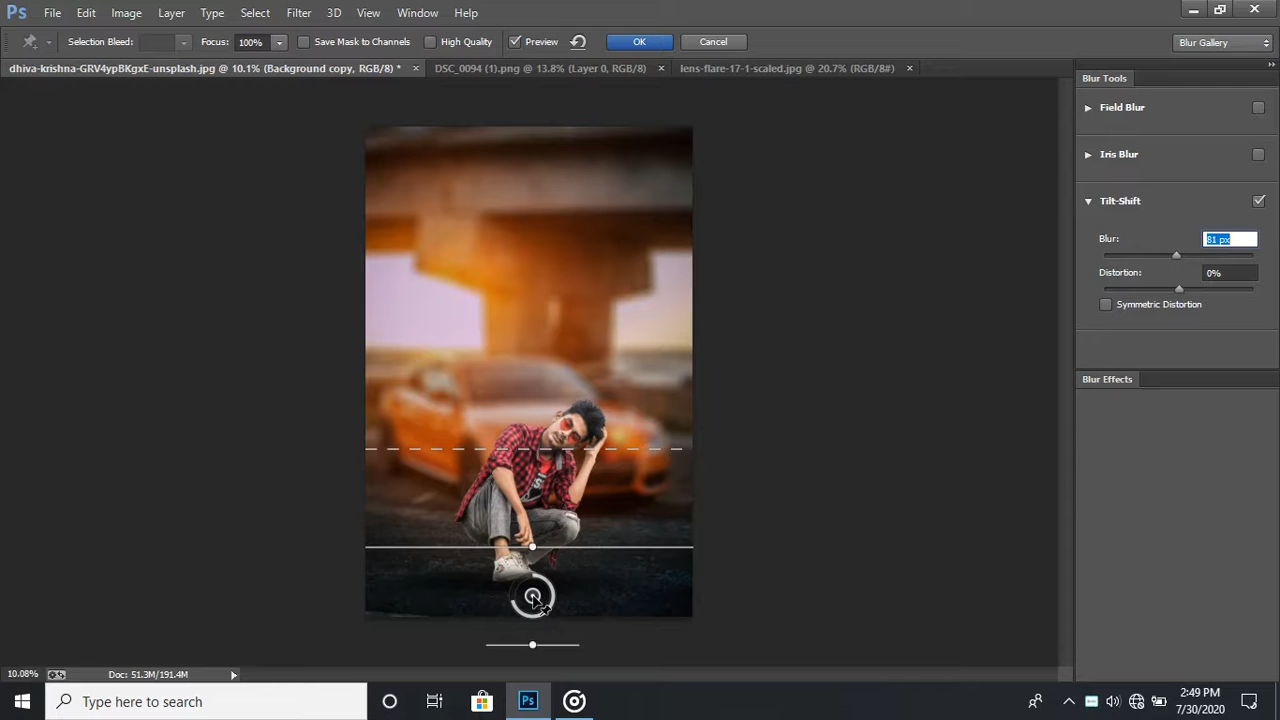 Ps File Edit Image Layer Type Select Filter 3D View Window Help
Selection Bleed: Focus: 100% Save Mask to Channels High Quality Preview OK Cancel Blur Gallery
dhiva-krishna-GRV4ypBKgxE-unsplash.jpg @ 10.1% (Background copy, RGB/8) * × DSC_0094 (1).png @ 13.8% (Layer 0, RGB/8) × lens-flare-17-1-scaled.jpg @ 20.7% (RGB/8#) ×
Blur Tools
Field Blur
Iris Blur
Tilt-Shift
Blur: 81 px
Distortion: 0%
Symmetric Distortion
Blur Effects
10.08% Doc: 51.3M/191.4M
Type here to search
Ps
2:49 PM
7/30/2020